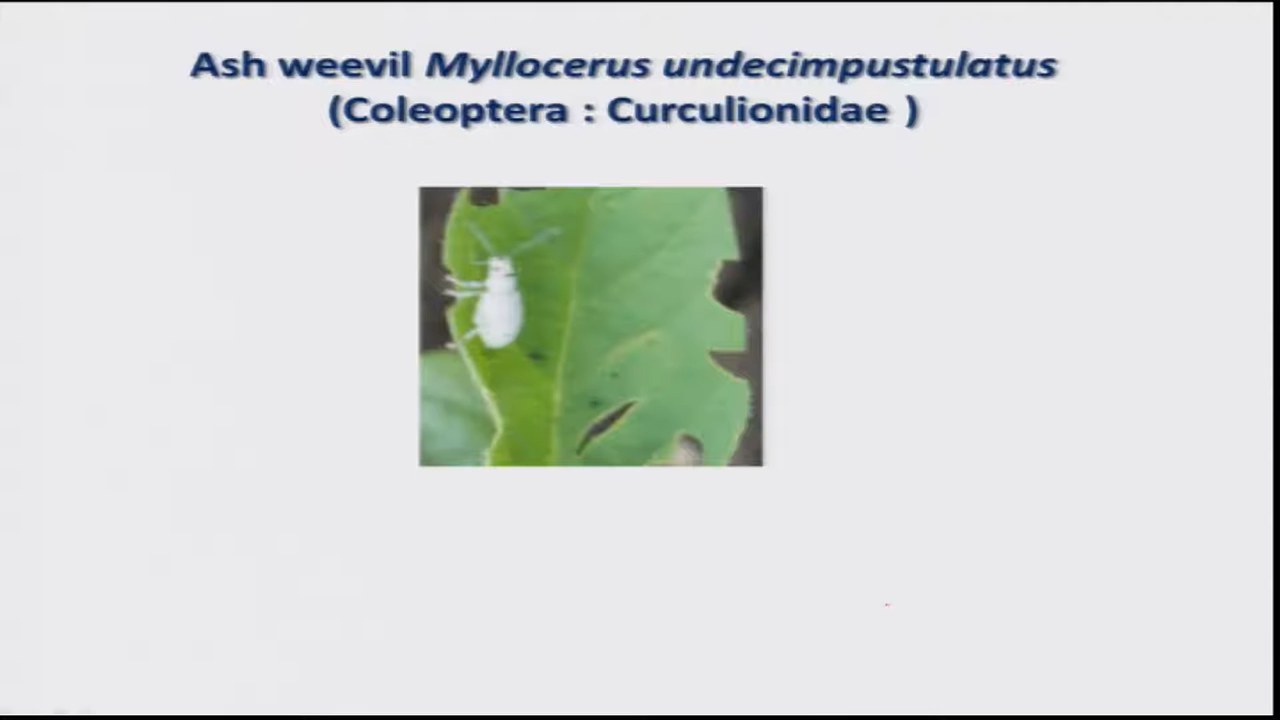 Ash weevil Myllocerus undecimpustulatus
(Coleoptera : Curculionidae )